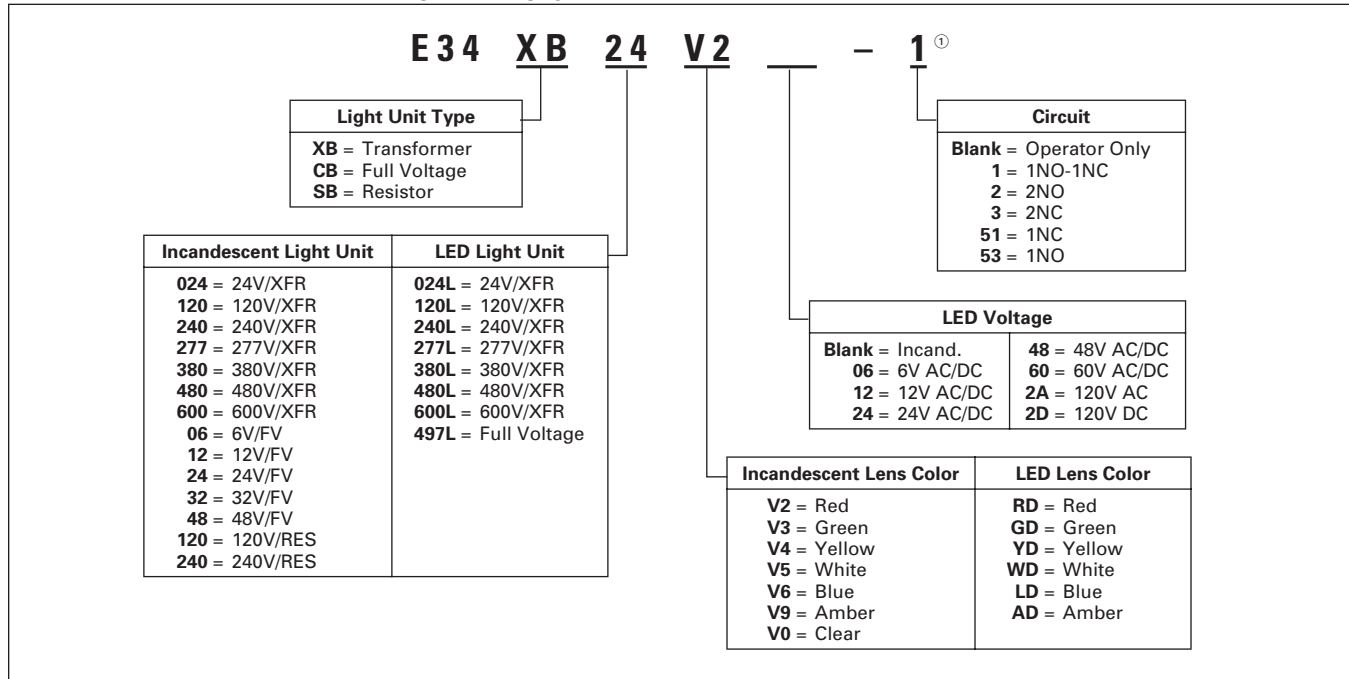 E34 XB 24 V2 ___ – 1 ①
Light Unit Type
XB = Transformer
CB = Full Voltage
SB = Resistor
Circuit
Blank = Operator Only
1 = 1NO-1NC
2 = 2NO
3 = 2NC
51 = 1NC
53 = 1NO
Incandescent Light Unit
024 = 24V/XFR
120 = 120V/XFR
240 = 240V/XFR
277 = 277V/XFR
380 = 380V/XFR
480 = 480V/XFR
600 = 600V/XFR
06 = 6V/FV
12 = 12V/FV
24 = 24V/FV
32 = 32V/FV
48 = 48V/FV
120 = 120V/RES
240 = 240V/RES
LED Light Unit
024L = 24V/XFR
120L = 120V/XFR
240L = 240V/XFR
277L = 277V/XFR
380L = 380V/XFR
480L = 480V/XFR
600L = 600V/XFR
497L = Full Voltage
LED Voltage
Blank = Incand.
06 = 6V AC/DC
12 = 12V AC/DC
24 = 24V AC/DC
48 = 48V AC/DC
60 = 60V AC/DC
2A = 120V AC
2D = 120V DC
Incandescent Lens Color
V2 = Red
V3 = Green
V4 = Yellow
V5 = White
V6 = Blue
V9 = Amber
V0 = Clear
LED Lens Color
RD = Red
GD = Green
YD = Yellow
WD = White
LD = Blue
AD = Amber